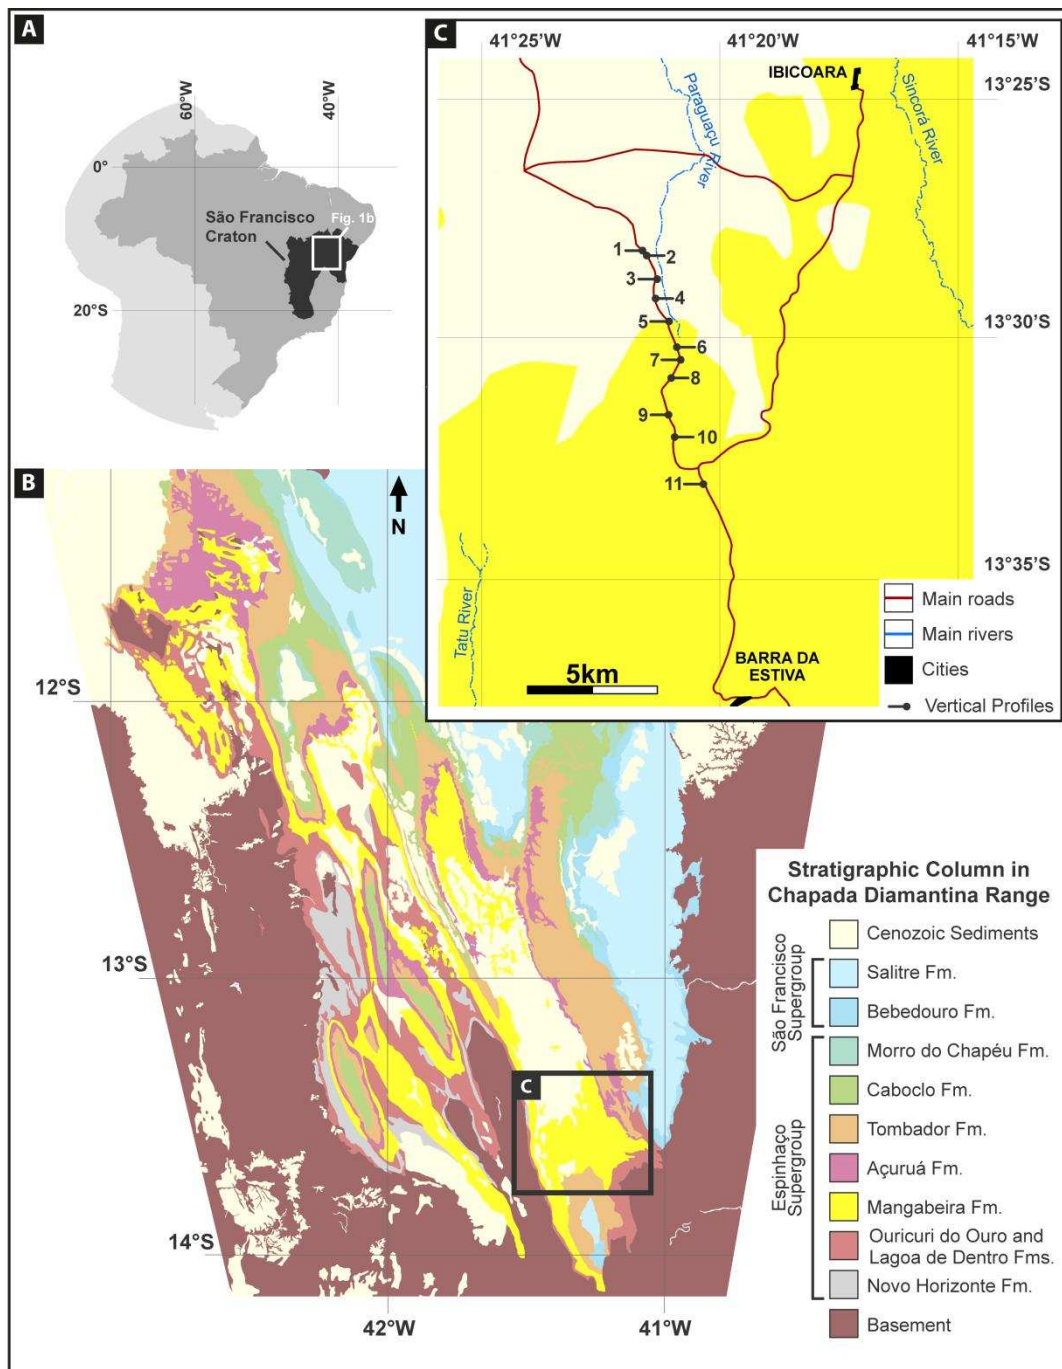 A
60°W
40°W
0°
São Francisco
Craton
Fig. 1b
20°S
C
41°25'W
41°20'W
41°15'W
IBICOARA
13°25'S
Paraguaçu
River
Sincorá River
1
2
3
4
5
13°30'S
6
7
8
9
10
11
13°35'S
Tatu River
5km
BARRA DA
ESTIVA
Main roads
Main rivers
Cities
Vertical Profiles
B
N
12°S
13°S
14°S
C
42°W
41°W
Stratigraphic Column in
Chapada Diamantina Range
Cenozoic Sediments
São Francisco
Supergroup
Salitre Fm.
Bebedouro Fm.
Espinhaço
Supergroup
Morro do Chapéu Fm.
Caboclo Fm.
Tombador Fm.
Açuruá Fm.
Mangabeira Fm.
Ouricuri do Ouro and
Lagoa de Dentro Fms.
Novo Horizonte Fm.
Basement